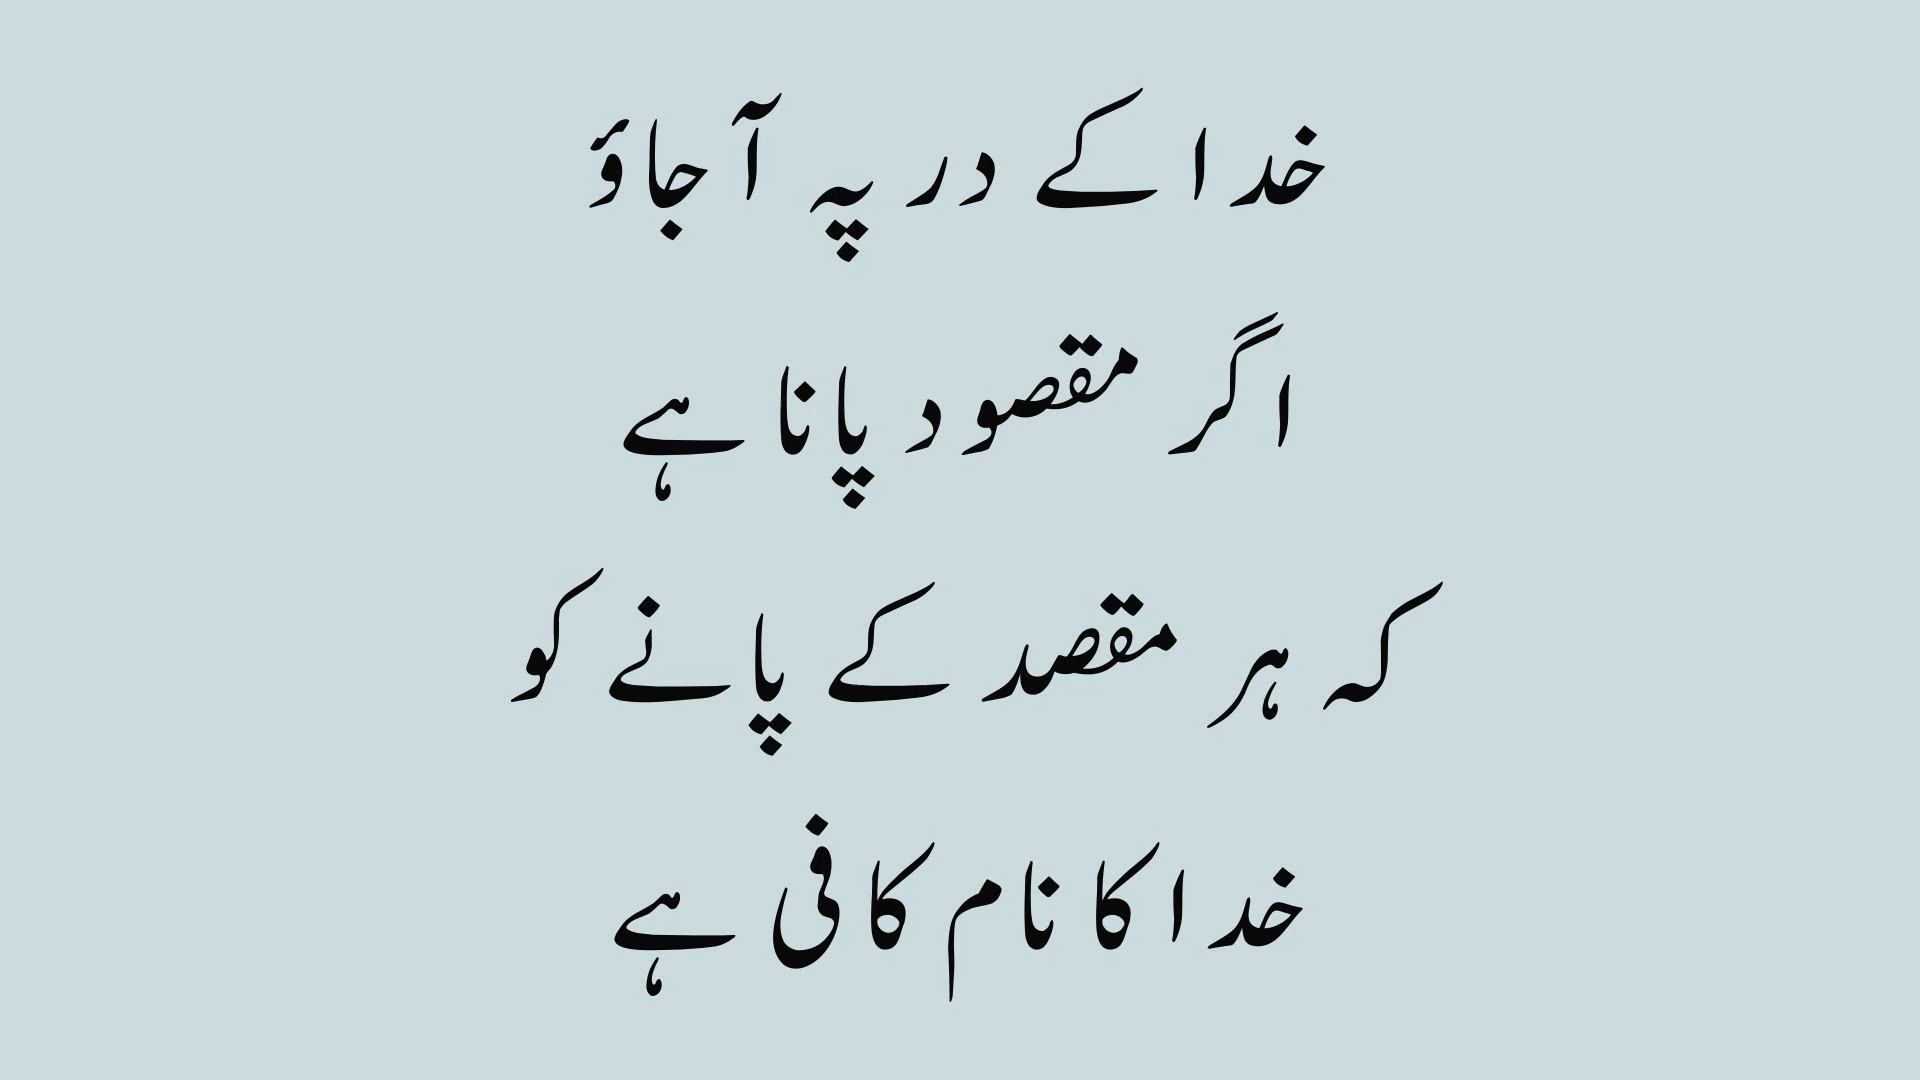 خدا کے در پہ آ جاؤ
اگر مقصود پانا ہے
کہ ہر مقصد کے پانے کو
خدا کا نام کافی ہے